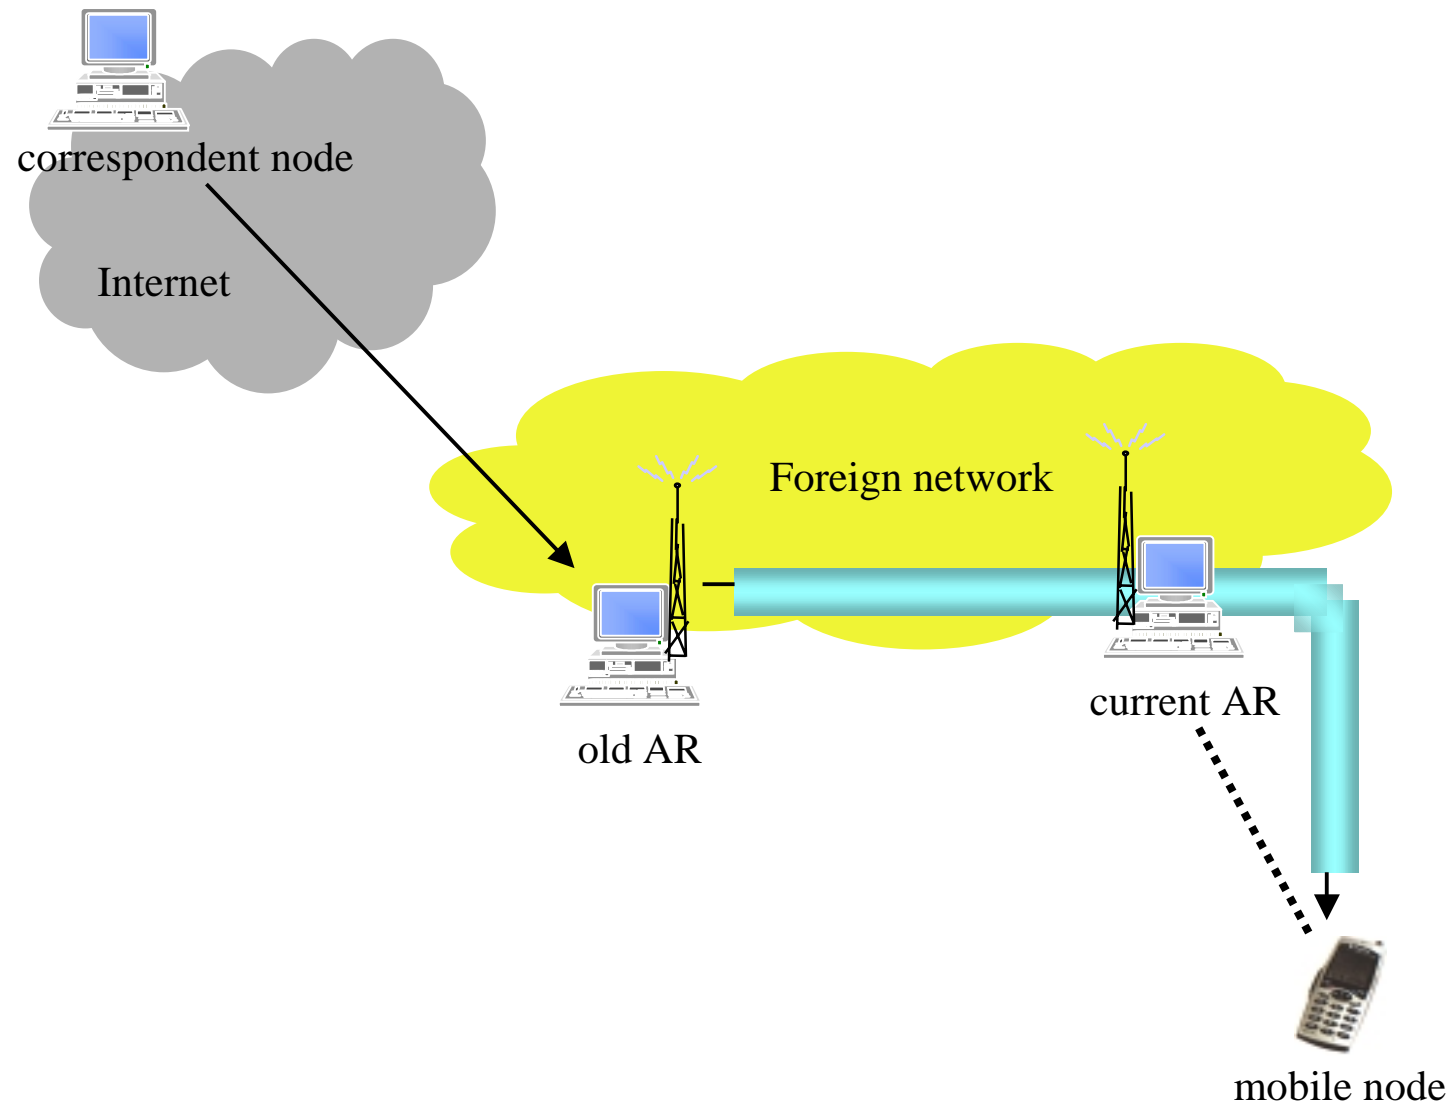 correspondent node
Internet
Foreign network
current AR
old AR
mobile node